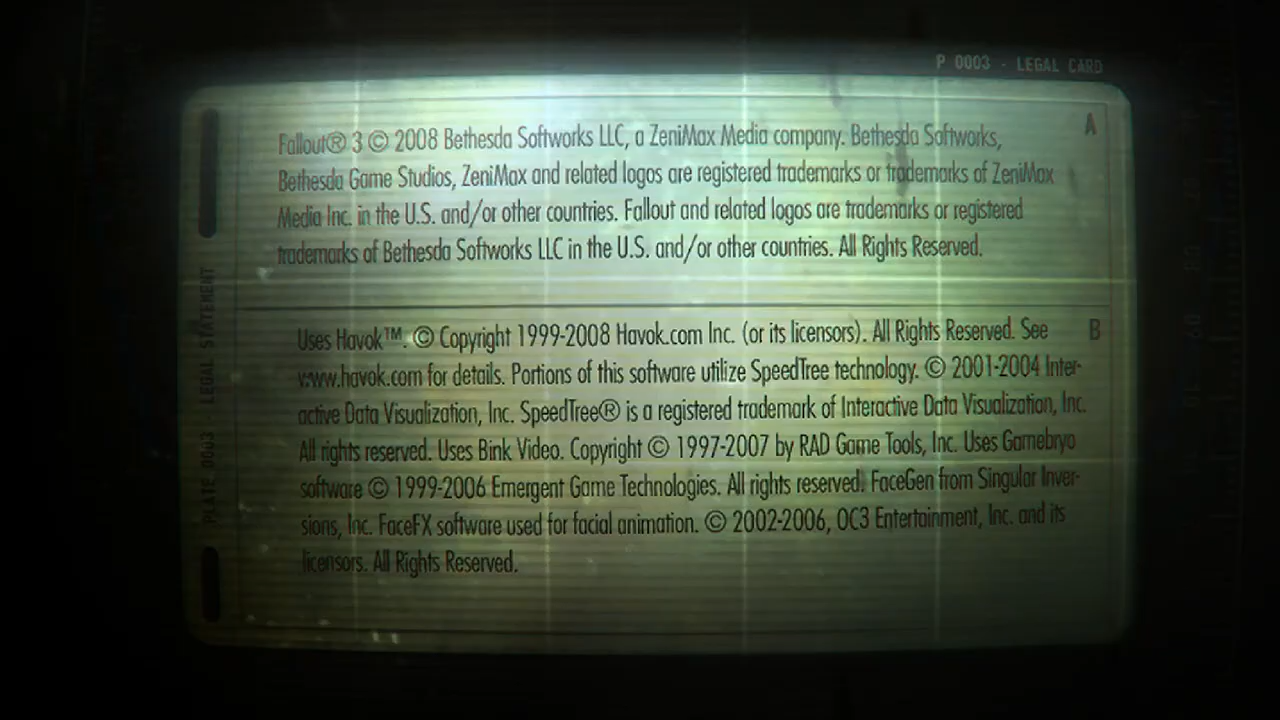 P 0003 - LEGAL CARD
A
Fallout® 3 © 2008 Bethesda Softworks LLC, a ZeniMax Media company. Bethesda Softworks,
Bethesda Game Studios, ZeniMax and related logos are registered trademarks or trademarks of ZeniMax
Media Inc. in the U.S. and/or other countries. Fallout and related logos are trademarks or registered
trademarks of Bethesda Softworks LLC in the U.S. and/or other countries. All Rights Reserved.
B
Uses Havok™. © Copyright 1999-2008 Havok.com Inc. (or its licensors). All Rights Reserved. See
www.havok.com for details. Portions of this software utilize SpeedTree technology. © 2001-2004 Inter-
active Data Visualization, Inc. SpeedTree® is a registered trademark of Interactive Data Visualization, Inc.
All rights reserved. Uses Bink Video. Copyright © 1997-2007 by RAD Game Tools, Inc. Uses Gamebryo
software © 1999-2006 Emergent Game Technologies. All rights reserved. FaceGen from Singular Inver-
sions, Inc. FaceFX software used for facial animation. © 2002-2006, OC3 Entertainment, Inc. and its
licensors. All Rights Reserved.
PLATE 0003 - LEGAL STATEMENT